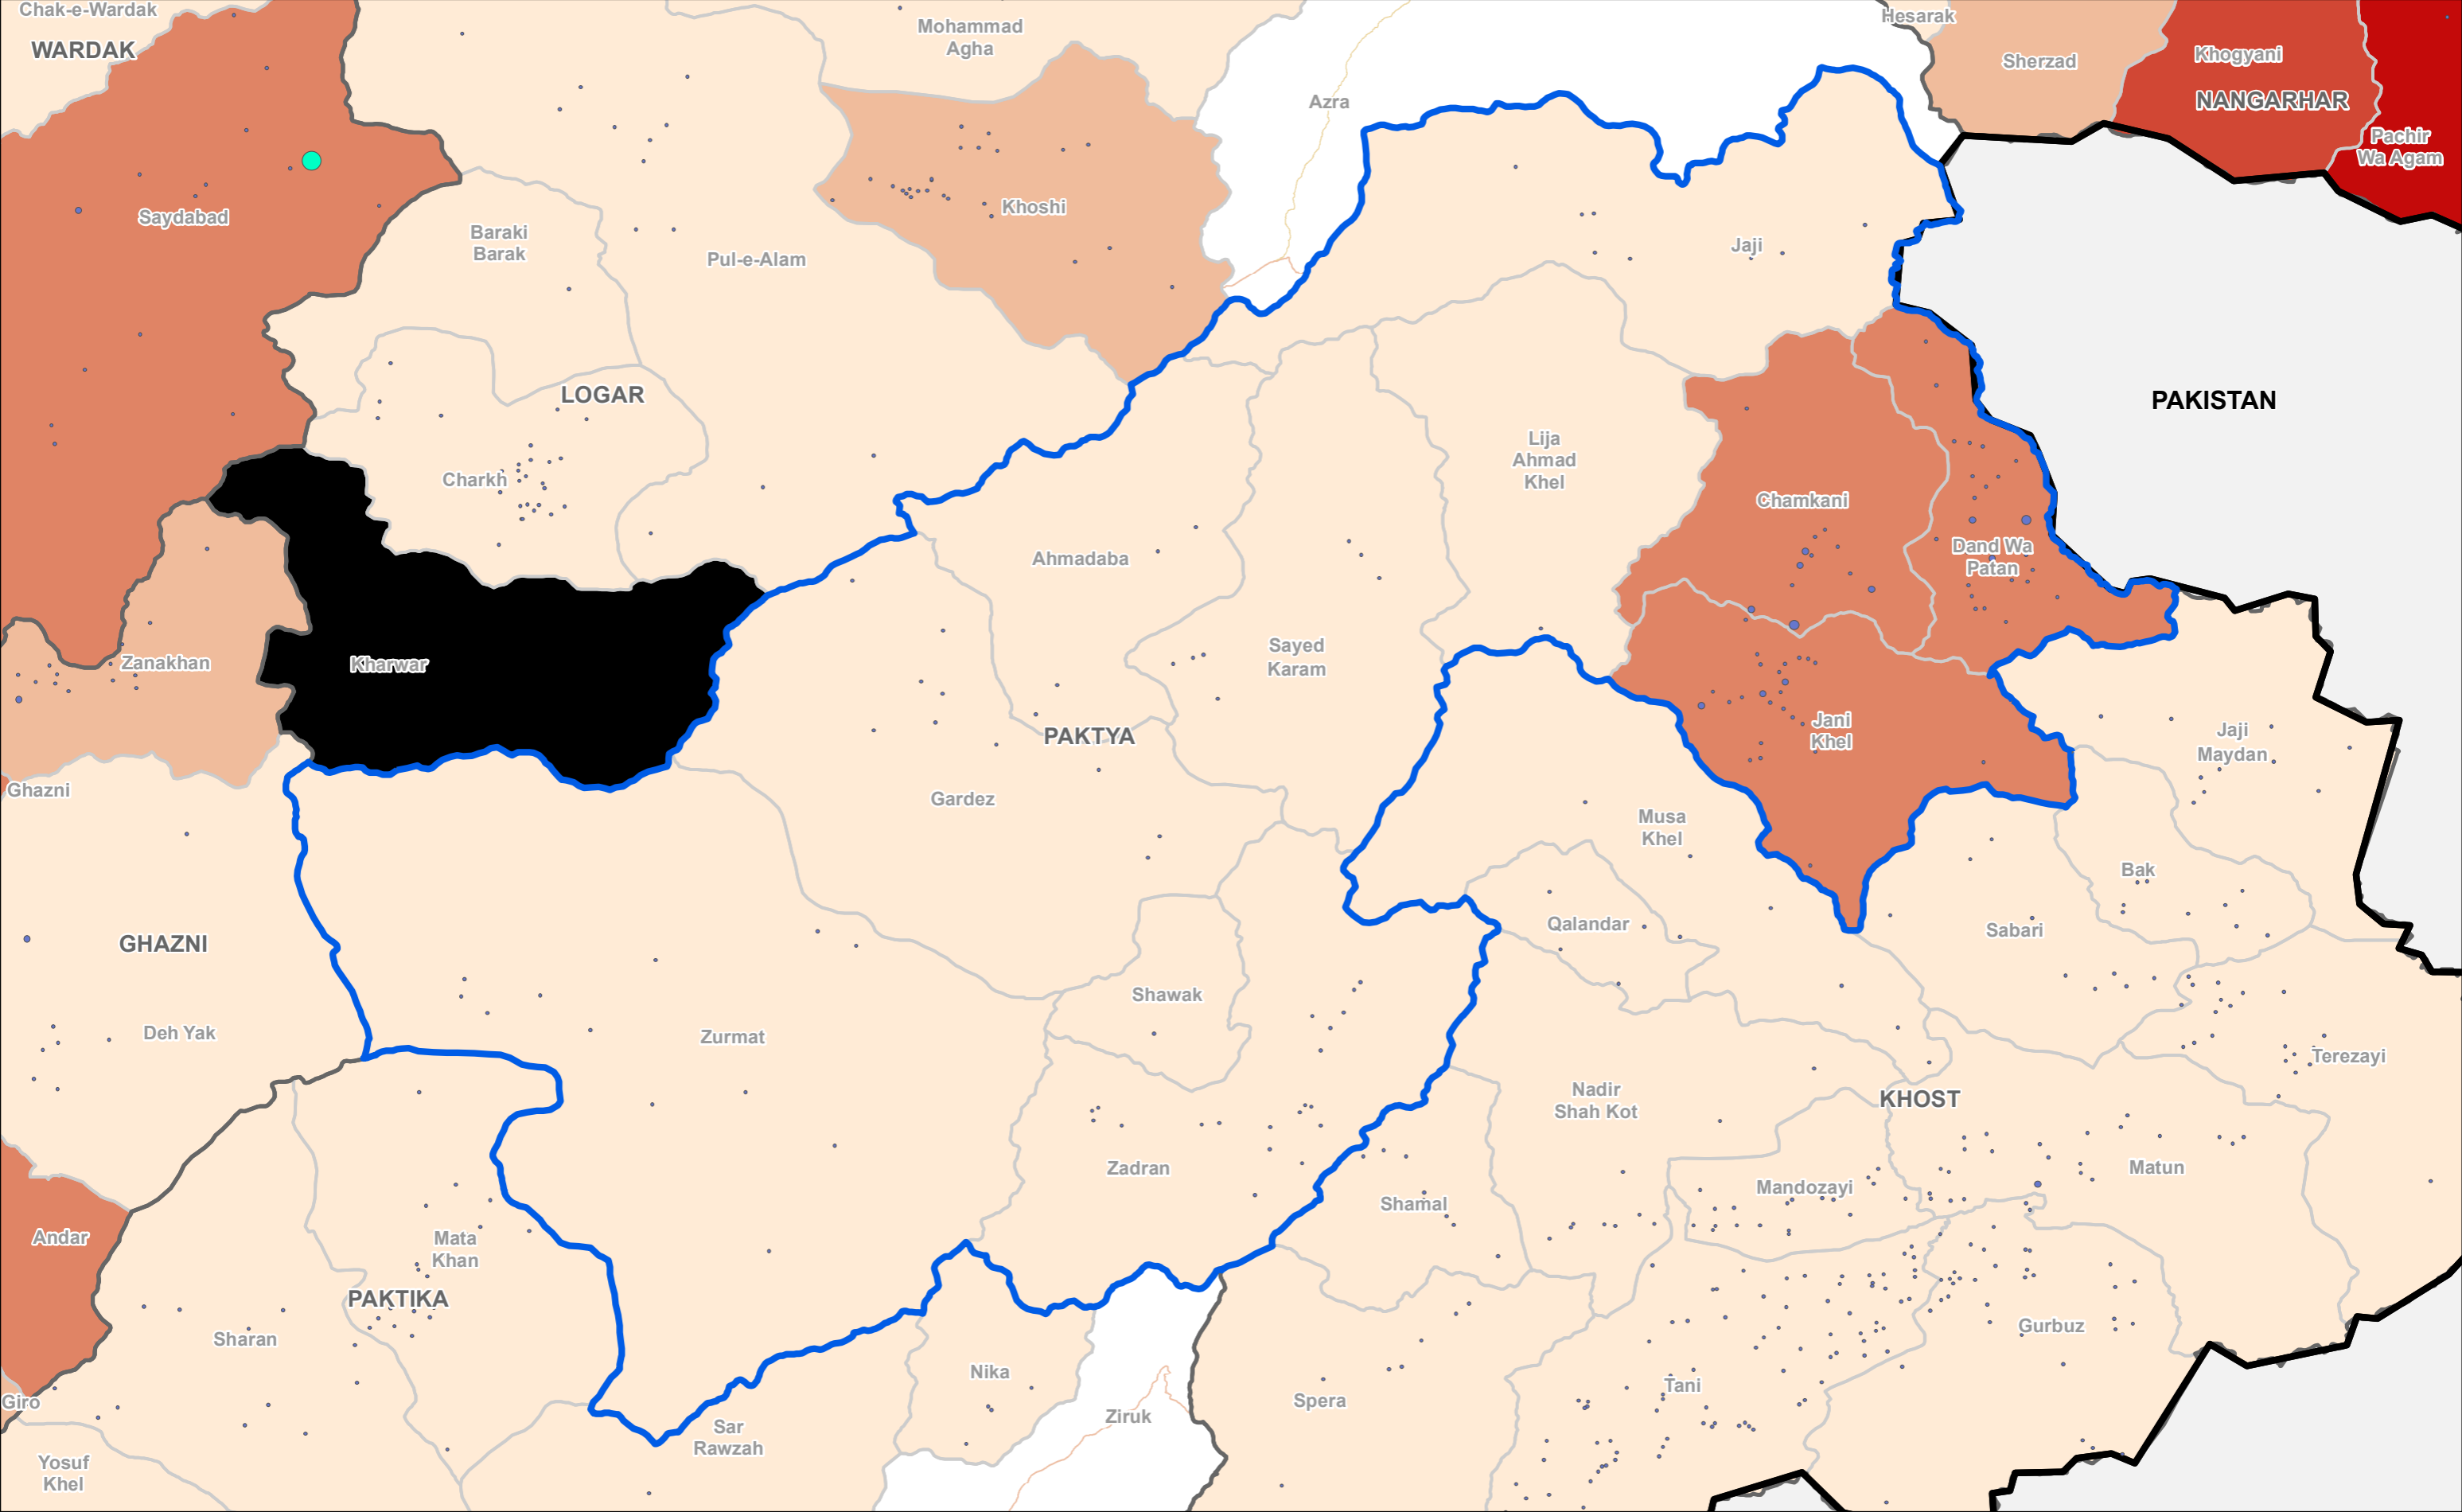 Chak-e-Wardak
WARDAK
Mohammad
Agha
Hesarak
Sherzad
Khogyani
NANGARHAR
Pachir
Wa Agam
Azra
Saydabad
Baraki
Barak
Pul-e-Alam
Khoshi
Jaji
LOGAR
PAKISTAN
Charkh
Lija
Ahmad
Khel
Chamkani
Dand Wa
Patan
Ahmadaba
Zanakhan
Kharwar
Sayed
Karam
PAKTYA
Jani
Khel
Jaji
Maydan
Ghazni
Gardez
Musa
Khel
Bak
GHAZNI
Qalandar
Sabari
Deh Yak
Zurmat
Shawak
Terezayi
Nadir
Shah Kot
KHOST
Zadran
Matun
Mandozayi
Shamal
Andar
Mata
Khan
PAKTIKA
Sharan
Gurbuz
Nika
Tani
Giro
Spera
Ziruk
Sar
Rawzah
Yosuf
Khel